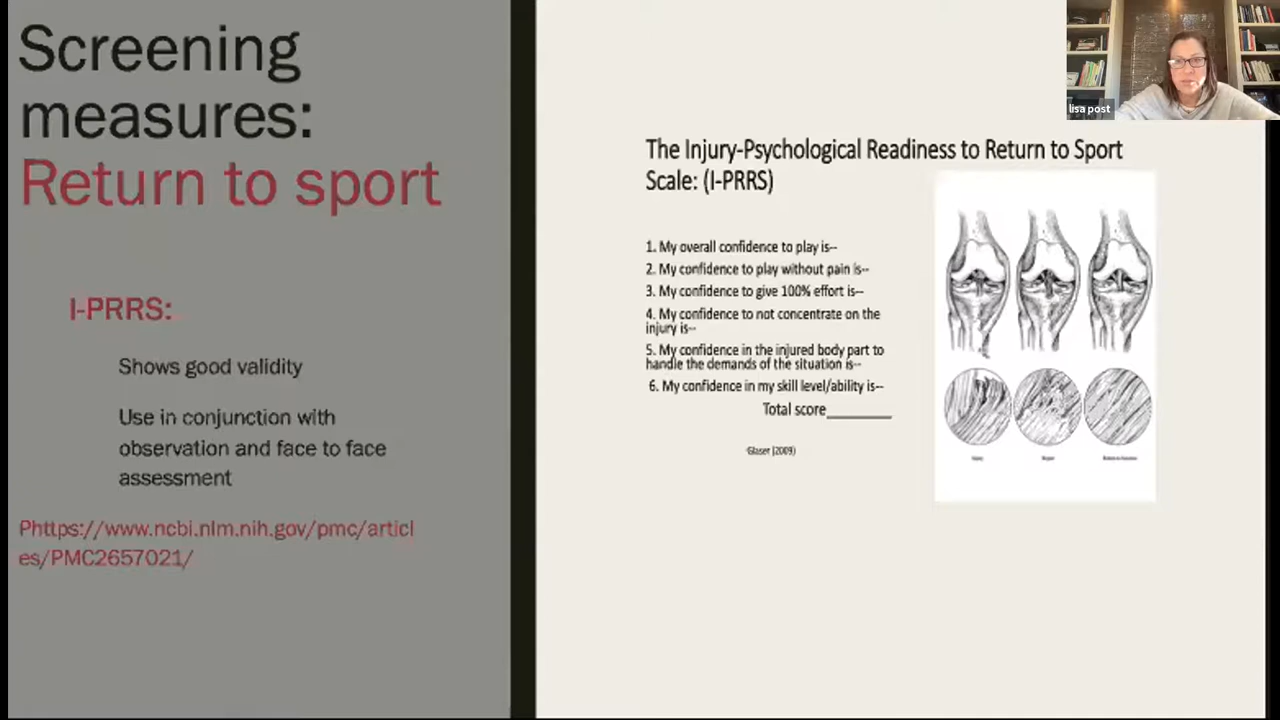 Screening
measures:
Return to sport
I-PRRS:
Shows good validity
Use in conjunction with
observation and face to face
assessment
Phttps://www.ncbi.nlm.nih.gov/pmc/articl
es/PMC2657021/
The Injury-Psychological Readiness to Return to Sport
Scale: (I-PRRS)
1. My overall confidence to play is--
2. My confidence to play without pain is--
3. My confidence to give 100% effort is--
4. My confidence to not concentrate on the
injury is--
5. My confidence in the injured body part to
handle the demands of the situation is--
6. My confidence in my skill level/ability is--
Total score_________
Glaser (2009)
lisa post